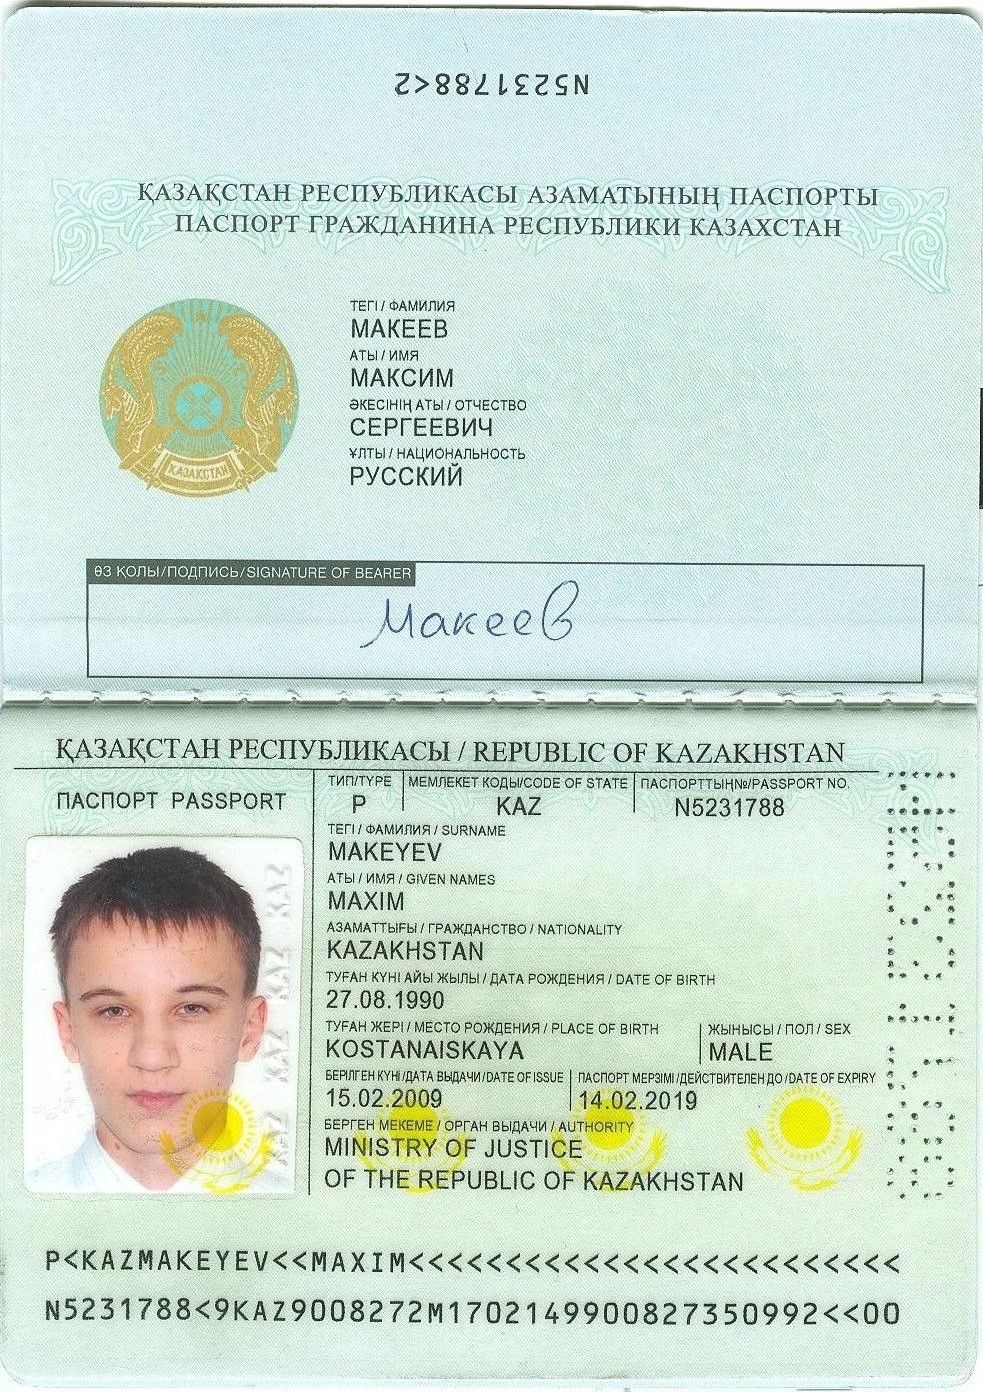 N5231788<2
ҚАЗАҚСТАН РЕСПУБЛИКАСЫ АЗАМАТЫНЫҢ ПАСПОРТЫ
ПАСПОРТ ГРАЖДАНИНА РЕСПУБЛИКИ КАЗАХСТАН
ТЕГІ / ФАМИЛИЯ
МАКЕЕВ
АТЫ / ИМЯ
МАКСИМ
ӘКЕСІНІҢ АТЫ / ОТЧЕСТВО
СЕРГЕЕВИЧ
ҰЛТЫ / НАЦИОНАЛЬНОСТЬ
РУССКИЙ
ҚАЗАҚСТАН
ӨЗ ҚОЛЫ/ПОДПИСЬ/SIGNATURE OF BEARER
Макеев
ҚАЗАҚСТАН РЕСПУБЛИКАСЫ / REPUBLIC OF KAZAKHSTAN
ПАСПОРТ PASSPORT
ТИП/TYPE МЕМЛЕКЕТ КОДЫ/CODE OF STATE ПАСПОРТТЫҢ№/PASSPORT NO.
P KAZ N5231788
ТЕГІ / ФАМИЛИЯ / SURNAME
MAKEYEV
АТЫ / ИМЯ / GIVEN NAMES
MAXIM
АЗАМАТТЫҒЫ / ГРАЖДАНСТВО / NATIONALITY
KAZAKHSTAN
ТУҒАН КҮНІ АЙЫ ЖЫЛЫ / ДАТА РОЖДЕНИЯ / DATE OF BIRTH
27.08.1990
ТУҒАН ЖЕРІ / МЕСТО РОЖДЕНИЯ / PLACE OF BIRTH ЖЫНЫСЫ / ПОЛ / SEX
KOSTANAISKAYA MALE
БЕРІЛГЕН КҮНІ/ДАТА ВЫДАЧИ/DATE OF ISSUE ПАСПОРТ МЕРЗІМІ /ДЕЙСТВИТЕЛЕН ДО /DATE OF EXPIRY
15.02.2009 14.02.2019
БЕРГЕН МЕКЕМЕ / ОРГАН ВЫДАЧИ / AUTHORITY
MINISTRY OF JUSTICE
OF THE REPUBLIC OF KAZAKHSTAN
KAZ KAZ KAZ KAZ
P<KAZMAKEYEV<<MAXIM<<<<<<<<<<<<<<<<<<<<<<<<<
N5231788<9KAZ9008272M1702149900827350992<<00